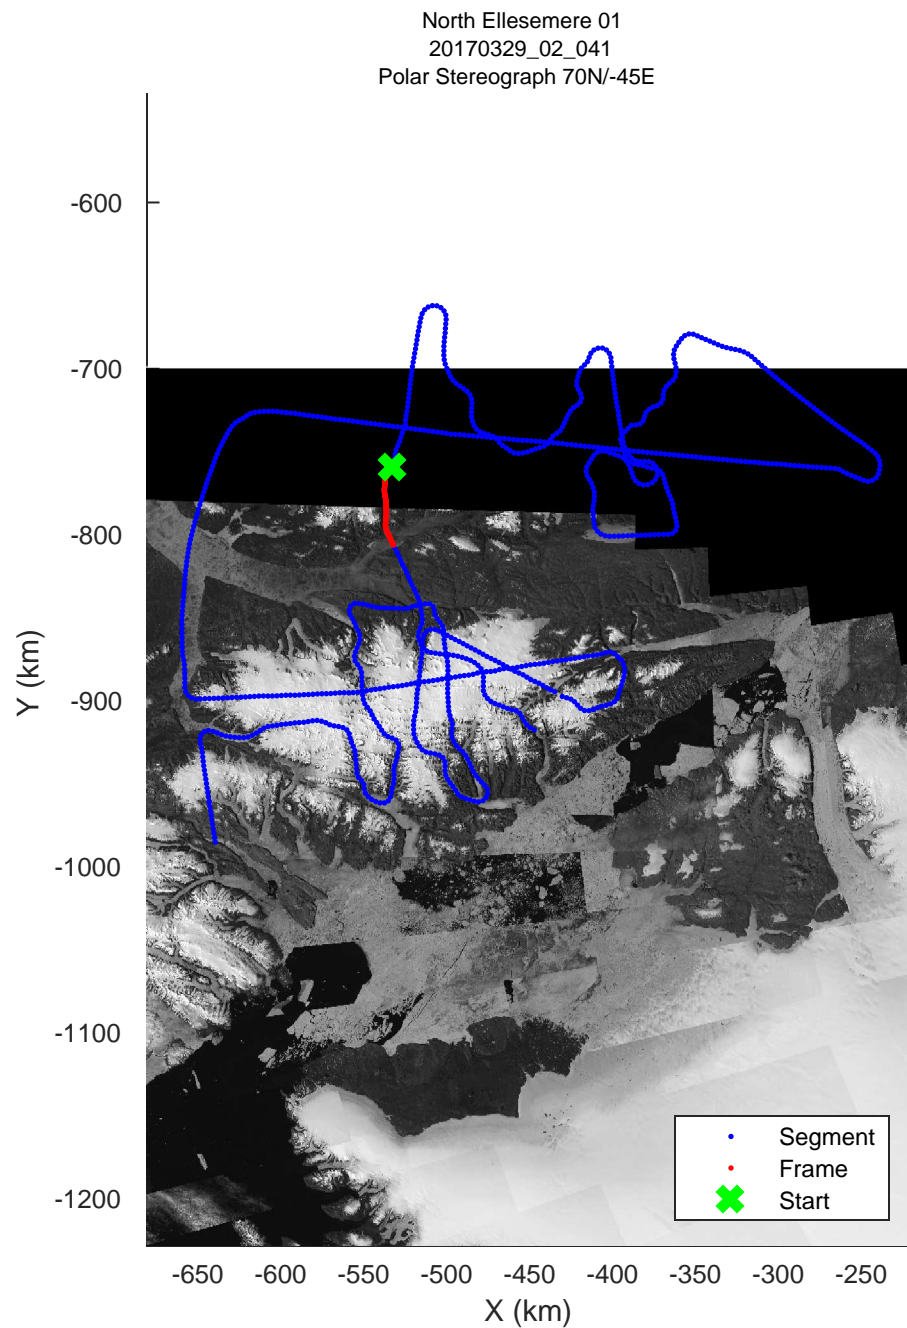 North Ellesemere 01
20170329_02_041
Polar Stereograph 70N/-45E
-600
-700
-800
-900
-1000
-1100
-1200
Y (km)
Segment
Frame
Start
-650 -600 -550 -500 -450 -400 -350 -300 -250
X (km)